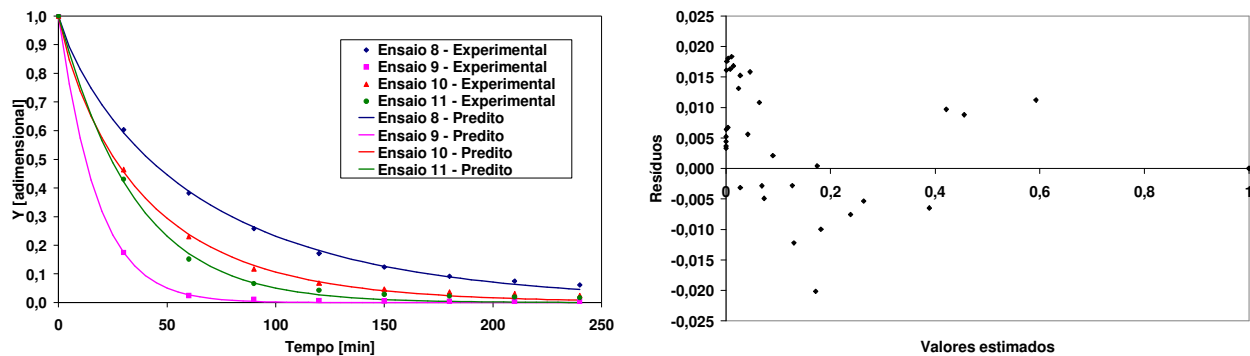 1,0
0,9
0,8
0,7
0,6
0,5
0,4
0,3
0,2
0,1
0,0
Y [adimensional]
0 50 100 150 200 250
Tempo [min]
Ensaio 8 - Experimental
Ensaio 9 - Experimental
Ensaio 10 - Experimental
Ensaio 11 - Experimental
Ensaio 8 - Predito
Ensaio 9 - Predito
Ensaio 10 - Predito
Ensaio 11 - Predito
0,025
0,020
0,015
0,010
0,005
0,000
-0,005
-0,010
-0,015
-0,020
-0,025
Resíduos
0 0,2 0,4 0,6 0,8 1
Valores estimados